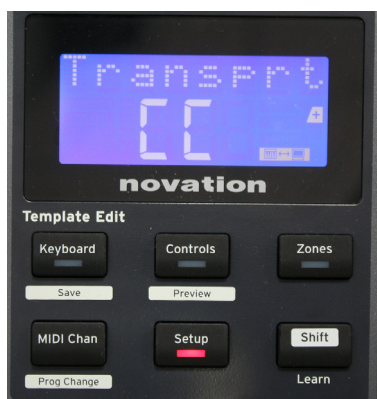 Transprt
CC
novation
Template Edit
Keyboard Controls Zones
Save Preview
MIDI Chan Setup Shift
Prog Change Learn